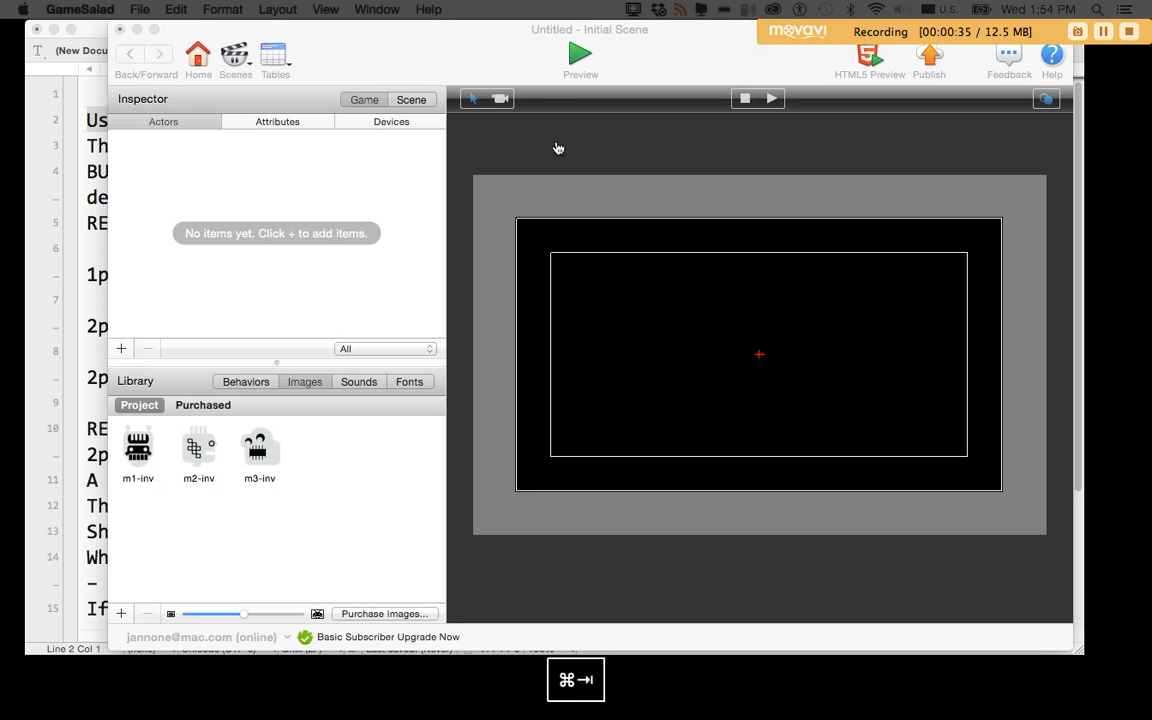 GameSalad File Edit Format Layout View Window Help U.S. Wed 1:54 PM
Untitled - Initial Scene
movavi Recording [00:00:35 / 12.5 MB]
T (New Docu
Back/Forward Home Scenes Tables Preview HTML5 Preview Publish Feedback Help
Inspector Game Scene
Actors Attributes Devices
1
2 Us
3 Th
4 BU
de
5 RE
No items yet. Click + to add items.
6
1p
7
2p
+ − All
8
2p
Library Behaviors Images Sounds Fonts
9
Project Purchased
10 RE
2p
m1-inv m2-inv m3-inv
11 A
12 Th
13 Sh
14 Wh
–
15 If
+ − Purchase Images...
jannone@mac.com (online) Basic Subscriber Upgrade Now
Line 2 Col 1
⌘⇥